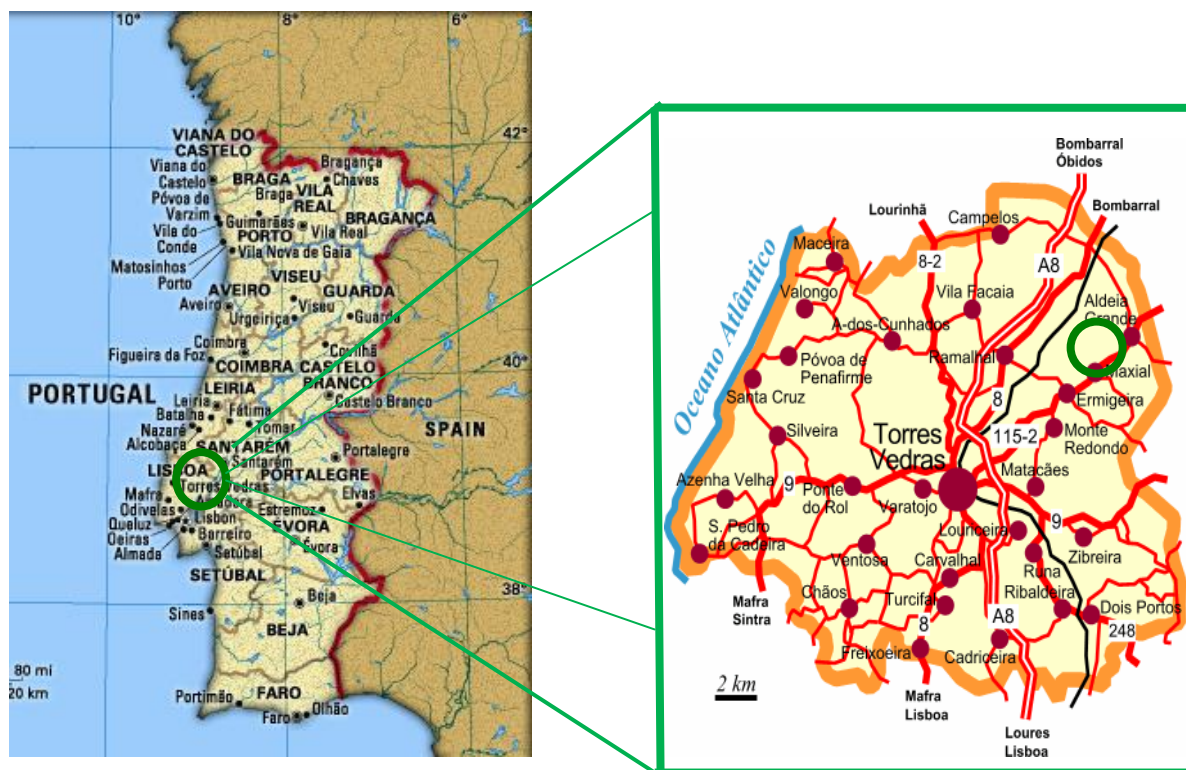 10°
8°
6°
42°
VIANA DO
CASTELO
Viana do
Castelo
Póvoa de
Varzim
Vila do
Conde
Matosinhos
Porto
Bragança
Chaves
BRAGA
Braga
VILA
REAL
BRAGANÇA
Guimarães
PORTO
Vila Real
Vila Nova de Gaia
VISEU
AVEIRO
GUARDA
Aveiro
Viseu
Urgeiriça
Guarda
Coimbra
Covilhã
Figueira da Foz
COIMBRA
CASTELO
BRANCO
40°
LEIRIA
PORTUGAL
Castelo Branco
Leiria
Batalha
Fátima
Nazaré
Tomar
Alcobaça
SPAIN
SANTARÉM
Portalegre
LISBOA
Santarém
PORTALEGRE
Torres Vedras
Mafra
Elvas
Odivelas
Estremoz
Queluz
Lisbon
ÉVORA
Oeiras
Barreiro
Almada
Évora
Setúbal
SETÚBAL
38°
Sines
Beja
BEJA
80 mi
20 km
Portimão
FARO
Olhão
Faro
Bombarral
Óbidos
Bombarral
Lourinhã
Campelos
Maceira
8-2
A8
Oceano Atlântico
Valongo
Vila Facaia
Aldeia
Grande
A-dos-Cunhados
Ramalhal
Póvoa de
Penafirme
Maxial
Santa Cruz
8
Ermigeira
Silveira
Torres
Vedras
115-2
Monte
Redondo
Azenha Velha
9
Ponte
do Rol
Varatojo
Matacães
S. Pedro
da Cadeira
Louriceira
9
Zibreira
Ventosa
Carvalhal
Runa
Mafra
Sintra
Chãos
Turcifal
Ribaldeira
Dois Portos
8
A8
248
Freixoeira
Cadriceira
2 km
Mafra
Lisboa
Loures
Lisboa